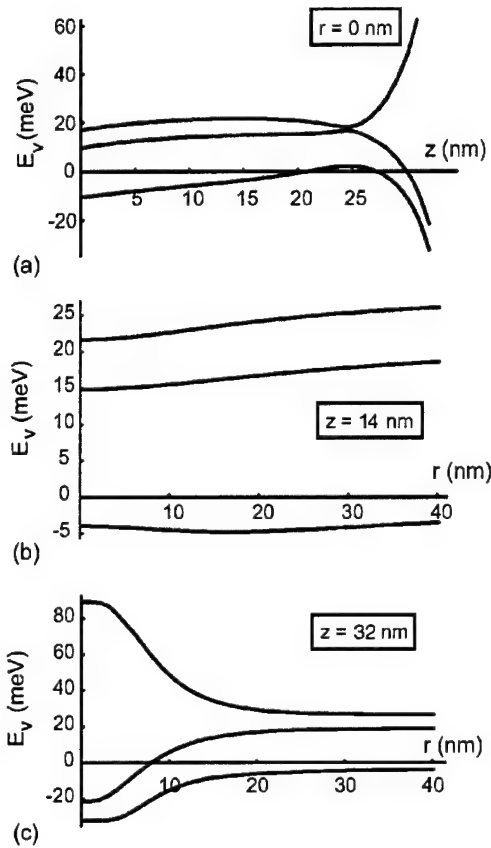 60
r = 0 nm
40
E_v (meV)
20
z (nm)
0
5 10 15 20 25
-20
(a)
25
20
E_v (meV)
15
z = 14 nm
10
5
r (nm)
0
10 20 30 40
-5
(b)
80
z = 32 nm
60
E_v (meV)
40
20
r (nm)
0
10 20 30 40
-20
(c)